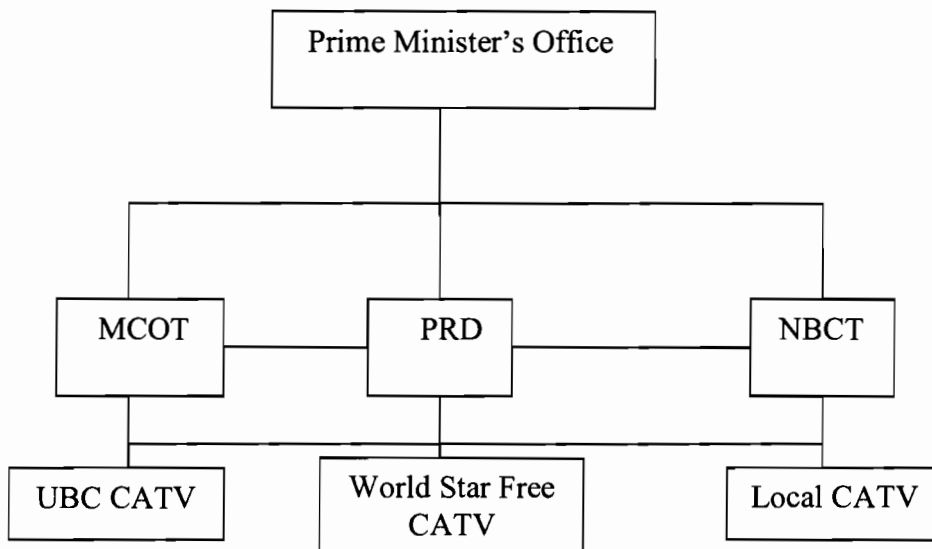 Prime Minister’s Office
MCOT
PRD
NBCT
UBC CATV
World Star Free
CATV
Local CATV